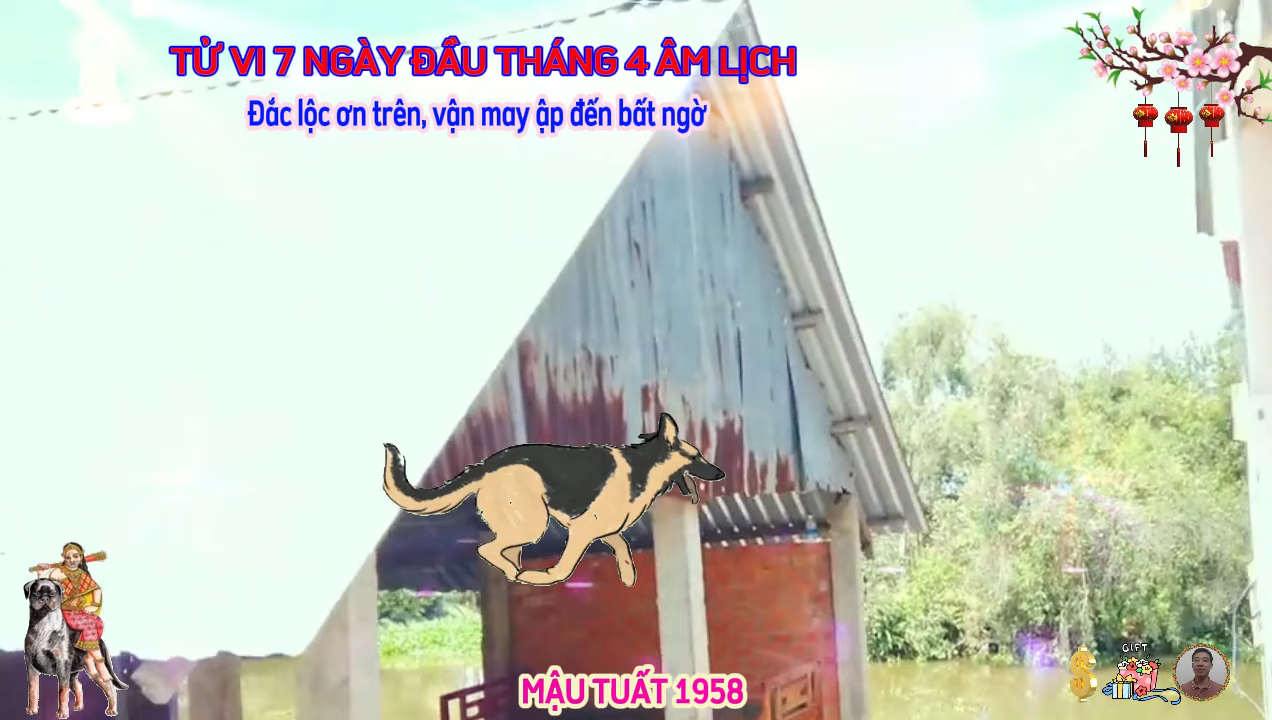 TỬ VI 7 NGÀY ĐẦU THÁNG 4 ÂM LỊCH
Đắc lộc ơn trên, vận may ập đến bất ngờ
GIFT
MẬU TUẤT 1958